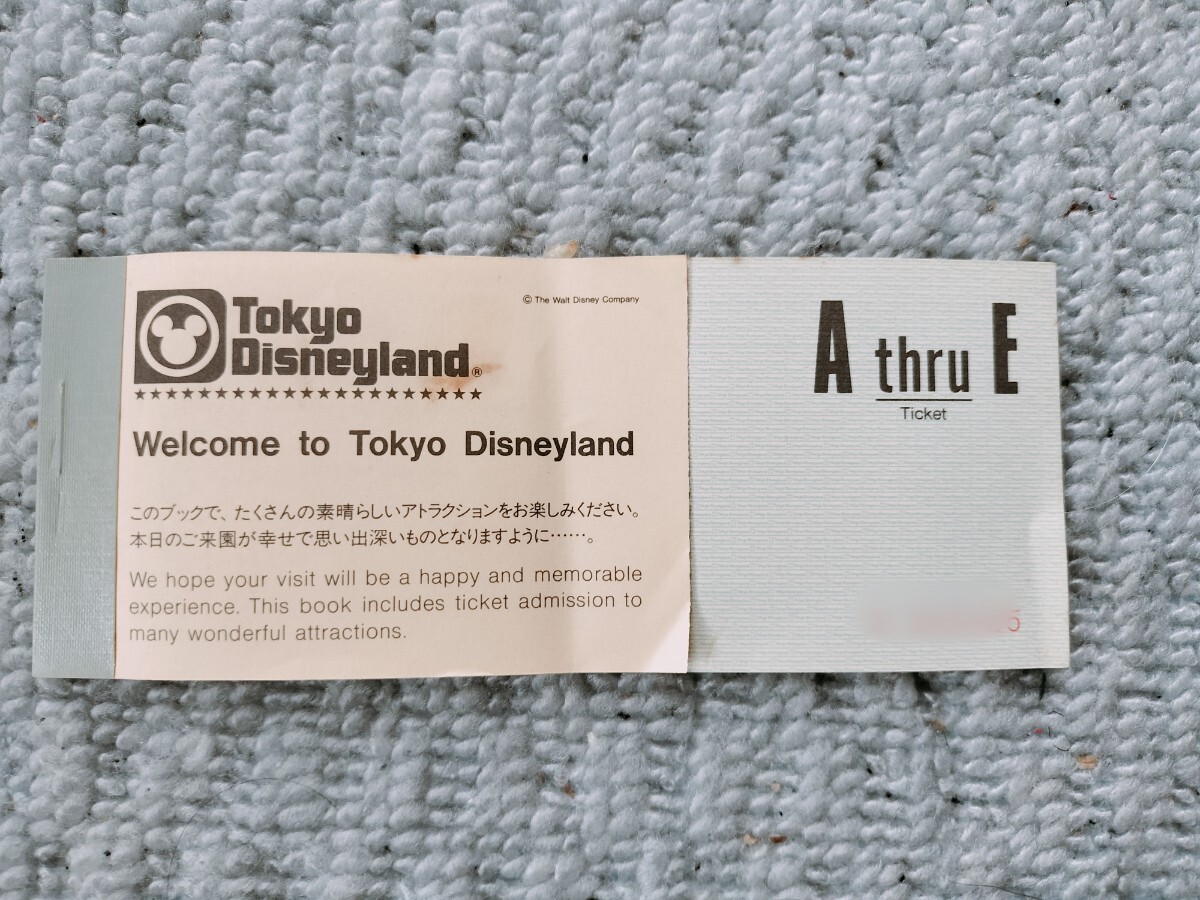 Tokyo
Disneyland®
© The Walt Disney Company
★★★★★★★★★★★★★★★★★★★★★★
Welcome to Tokyo Disneyland
このブックで、たくさんの素晴らしいアトラクションをお楽しみください。
本日のご来園が幸せで思い出深いものとなりますように……。
We hope your visit will be a happy and memorable
experience. This book includes ticket admission to
many wonderful attractions.
A thru E
Ticket
5